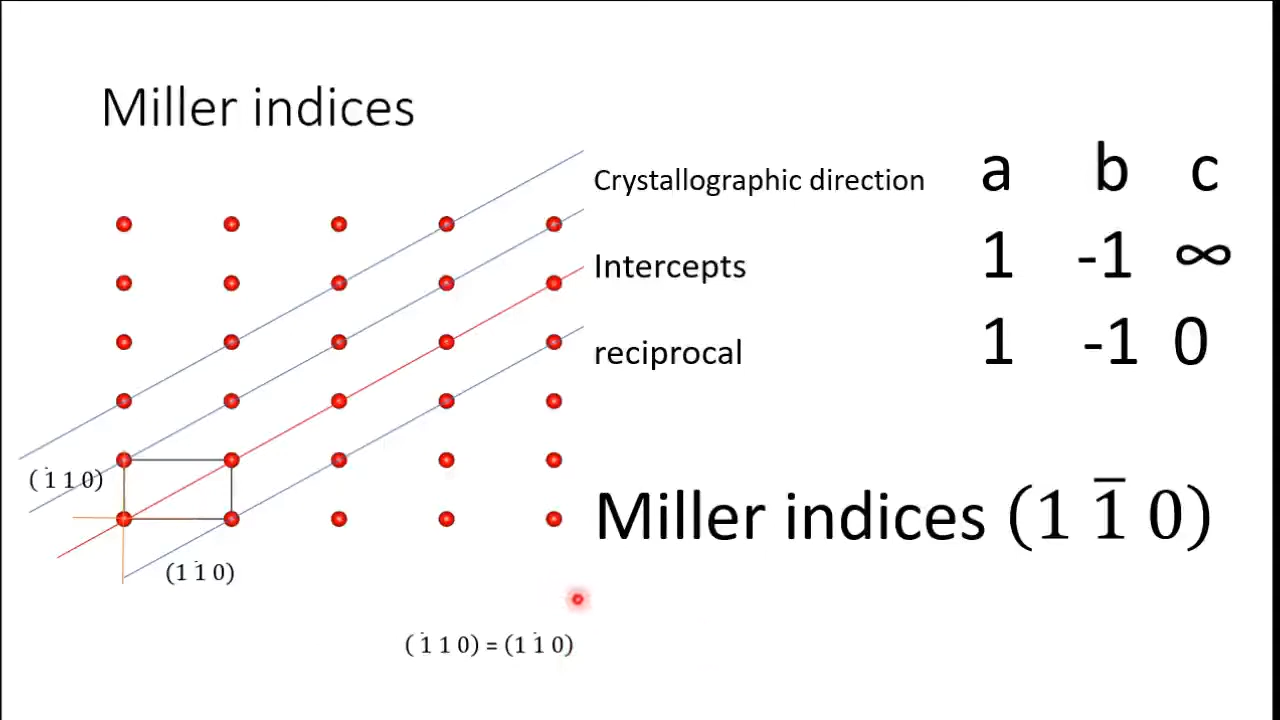 Miller indices
Crystallographic direction a b c
Intercepts 1 -1 ∞
reciprocal 1 -1 0
(1̄ 1 0)
Miller indices (1 1̄ 0)
(1 1̄ 0)
(1̄ 1 0) = (1 1̄ 0)